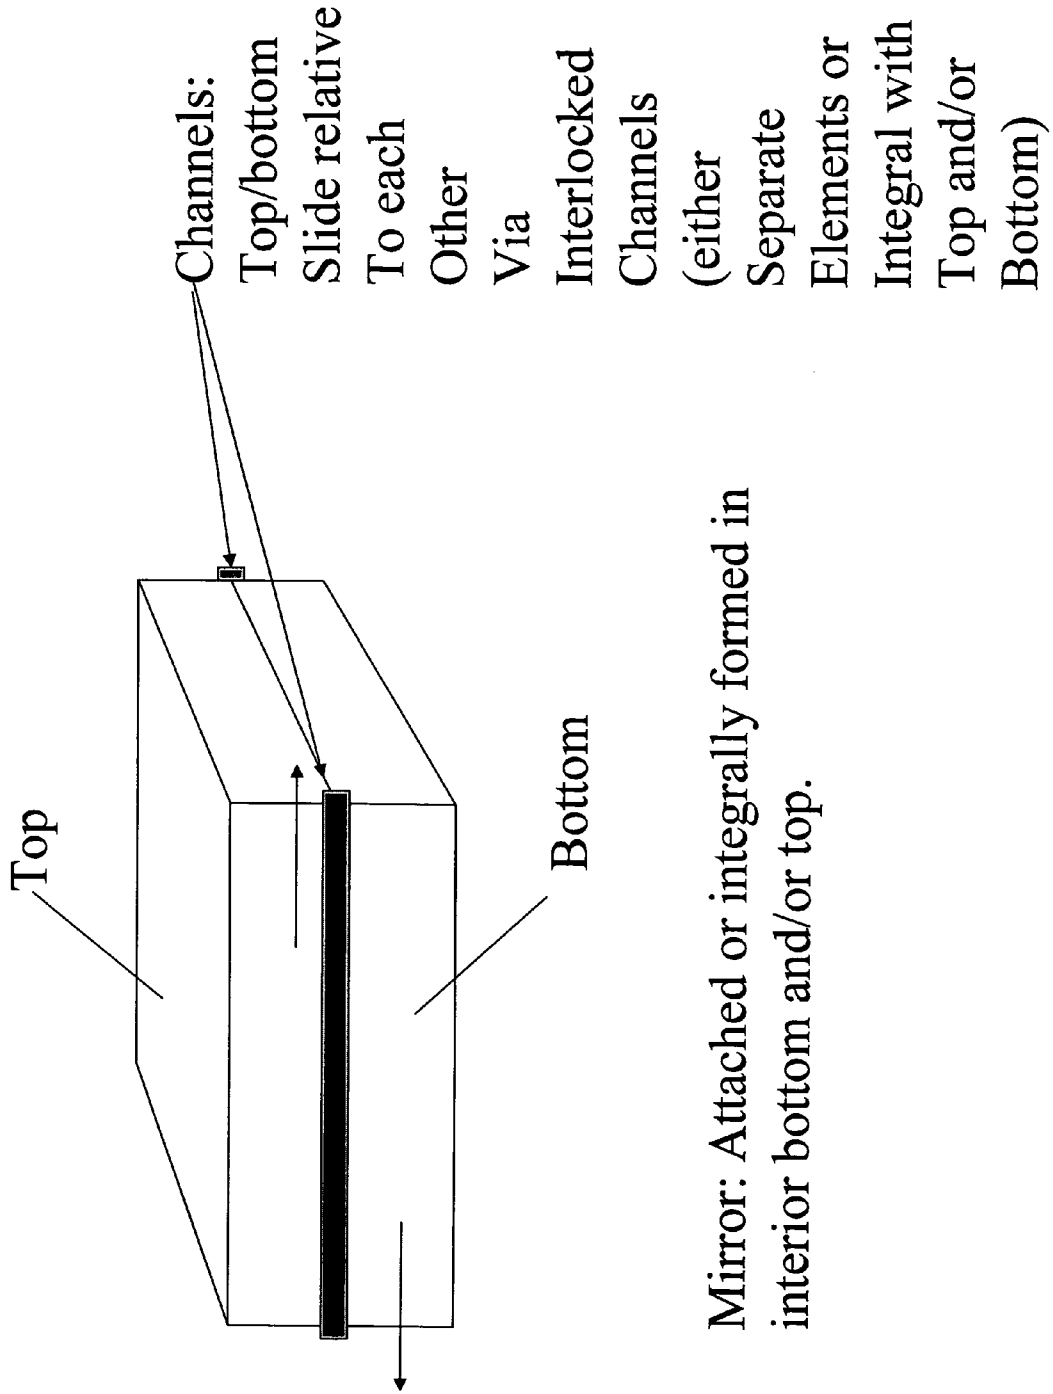 Top
Channels:
Top/bottom
Slide relative
To each
Other
Via
Interlocked
Channels
(either
Separate
Elements or
Integral with
Top and/or
Bottom)
Bottom
Mirror: Attached or integrally formed in
interior bottom and/or top.